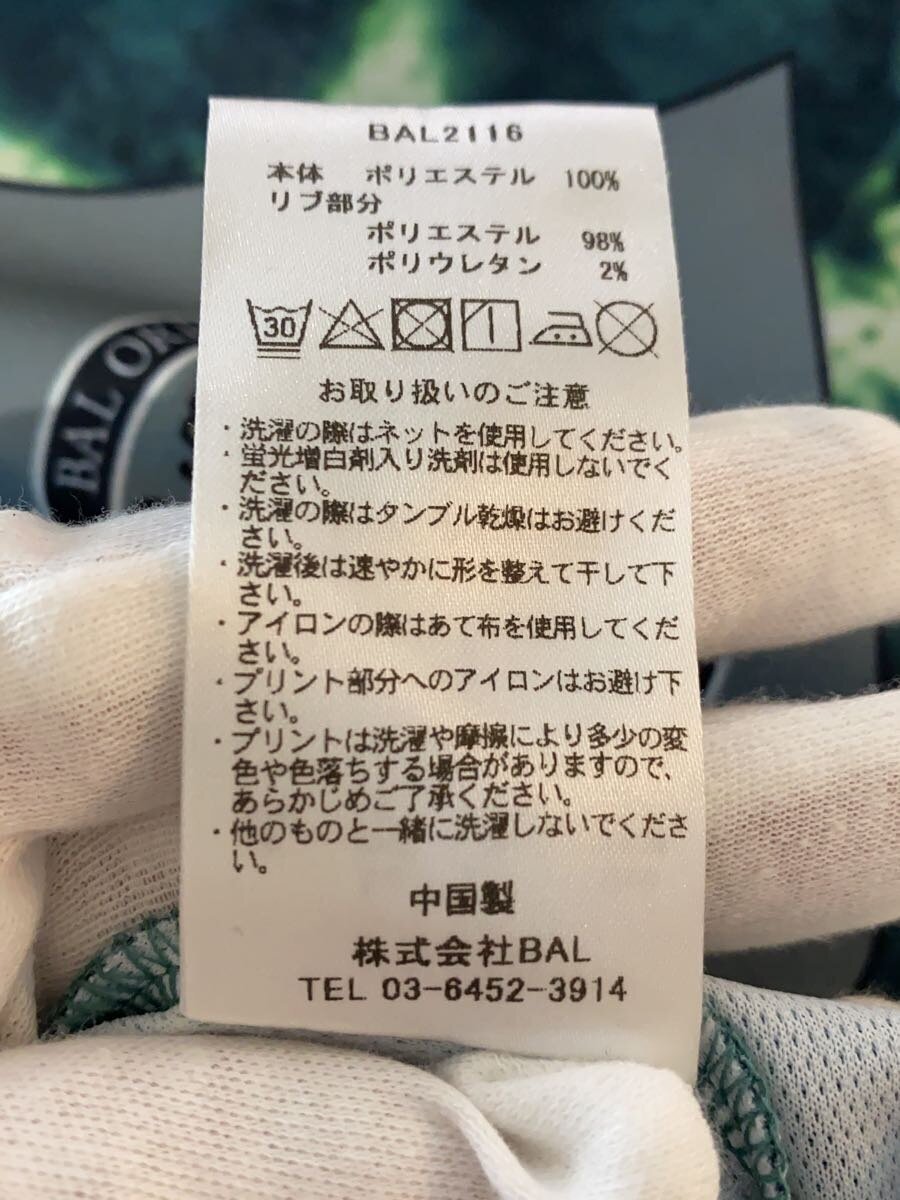 BAL2116
本体 ポリエステル 100%
リブ部分
ポリエステル 98%
ポリウレタン 2%
30
お取り扱いのご注意
・洗濯の際はネットを使用してください。
・蛍光増白剤入り洗剤は使用しないでく
ださい。
・洗濯の際はタンブル乾燥はお避けくだ
さい。
・洗濯後は速やかに形を整えて干して下
さい。
・アイロンの際はあて布を使用してくだ
さい。
・プリント部分へのアイロンはお避け下
さい。
・プリントは洗濯や摩擦により多少の変
色や色落ちする場合がありますので、
あらかじめご了承ください。
・他のものと一緒に洗濯しないでくださ
い。
中国製
株式会社BAL
TEL 03-6452-3914
BAL